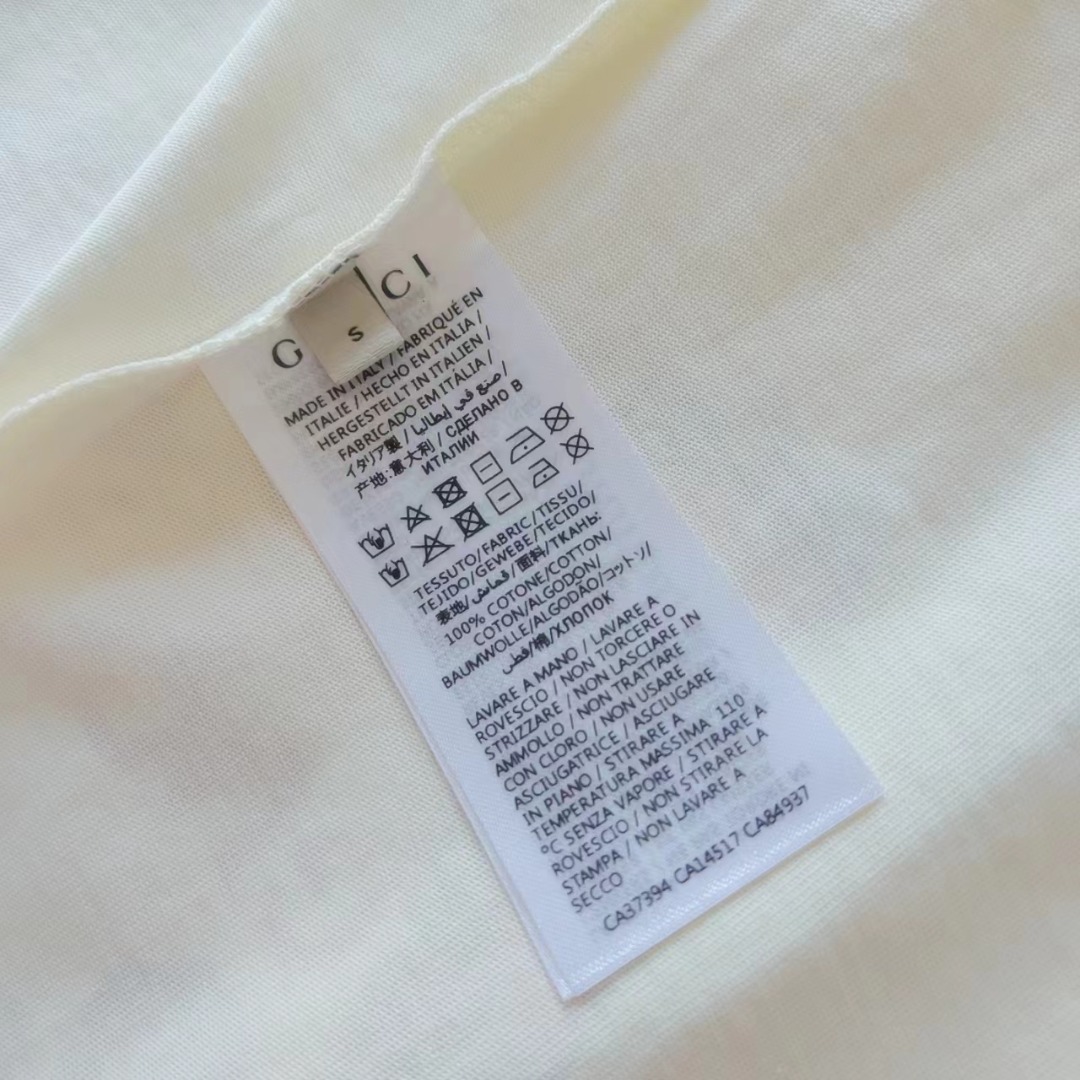 G CI
S
MADE IN ITALY / FABRIQUÉ EN
ITALIE / HECHO EN ITALIA /
HERGESTELLT IN ITALIEN /
FABRICADO EM ITALIA /
イタリア製 / صنع في إيطاليا /
产地:意大利 / СДЕЛАНО В
ИТАЛИИ
TESSUTO/FABRIC/TISSU/
TEJIDO/GEWEBE/TECIDO/
表地/قماش/面料/ТКАНЬ:
100% COTONE/COTTON/
COTON/ALGODON/
BAUMWOLLE/ALGODÃO/コットン/
قطن/棉/ХЛОПОК
LAVARE A MANO / LAVARE A
ROVESCIO / NON TORCERE O
STRIZZARE / NON LASCIARE IN
AMMOLLO / NON TRATTARE
CON CLORO / NON USARE
ASCIUGATRICE / ASCIUGARE
IN PIANO / STIRARE A
TEMPERATURA MASSIMA 110
°C SENZA VAPORE / STIRARE A
ROVESCIO / NON STIRARE LA
STAMPA / NON LAVARE A
SECCO
CA37394 CA14517 CA84937